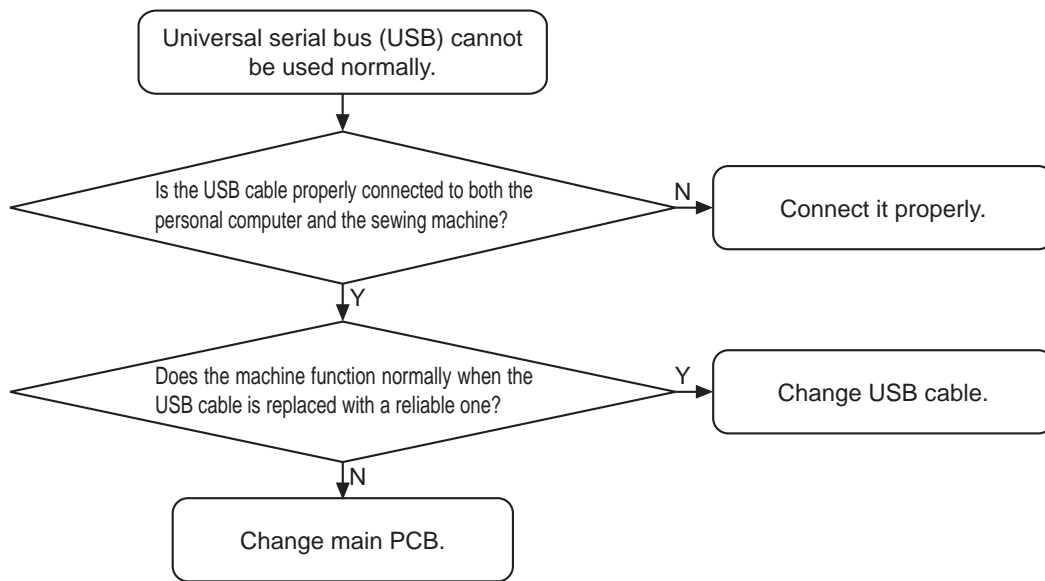 Universal serial bus (USB) cannot
be used normally.
Is the USB cable properly connected to both the
personal computer and the sewing machine?
N
Connect it properly.
Y
Does the machine function normally when the
USB cable is replaced with a reliable one?
Y
Change USB cable.
N
Change main PCB.